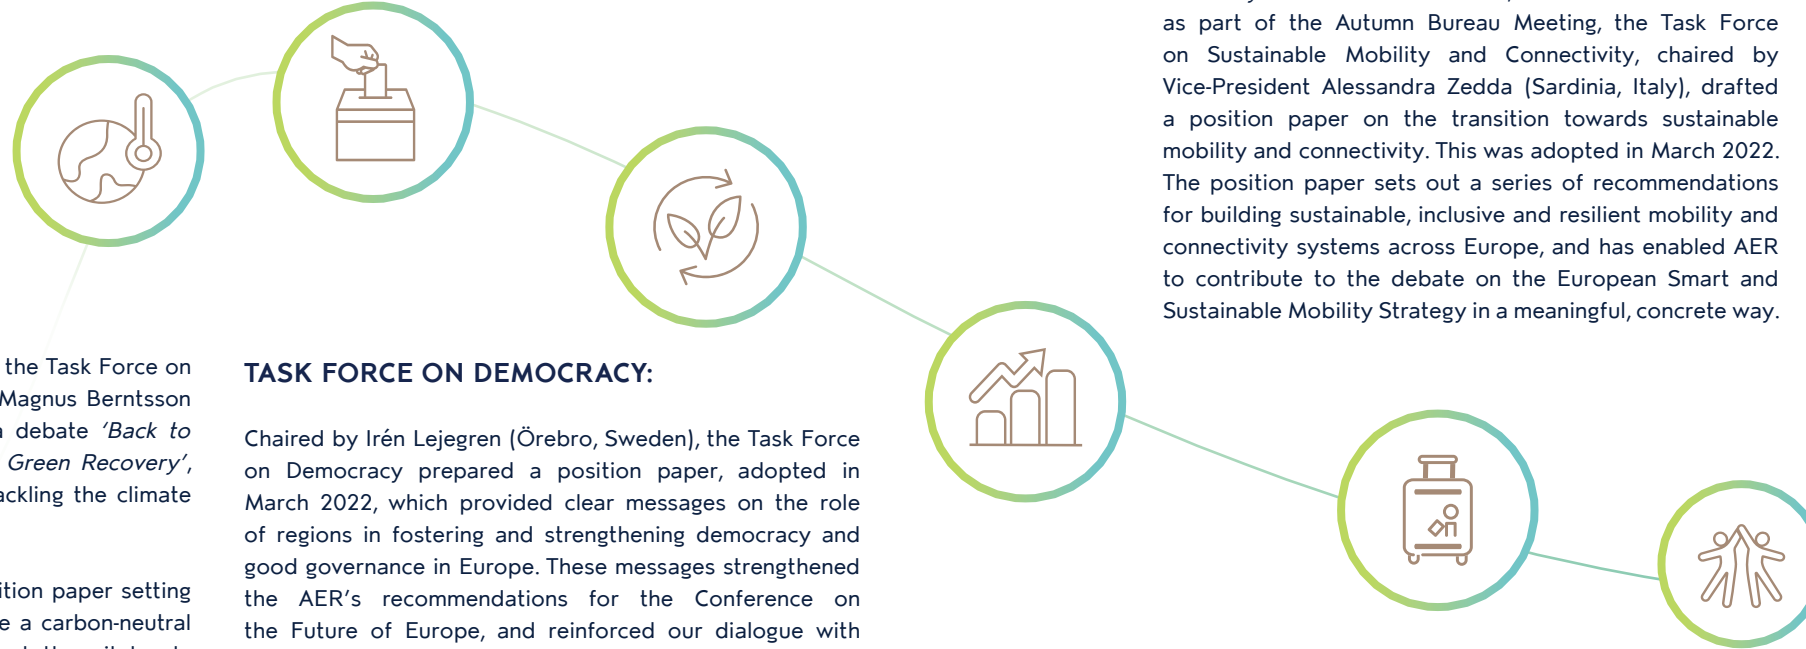 the Task Force on
Magnus Berntsson
a debate ‘Back to
Green Recovery’,
ackling the climate
ition paper setting
e a carbon-neutral
TASK FORCE ON DEMOCRACY:
Chaired by Irén Lejegren (Örebro, Sweden), the Task Force
on Democracy prepared a position paper, adopted in
March 2022, which provided clear messages on the role
of regions in fostering and strengthening democracy and
good governance in Europe. These messages strengthened
the AER’s recommendations for the Conference on
the Future of Europe, and reinforced our dialogue with
as part of the Autumn Bureau Meeting, the Task Force
on Sustainable Mobility and Connectivity, chaired by
Vice-President Alessandra Zedda (Sardinia, Italy), drafted
a position paper on the transition towards sustainable
mobility and connectivity. This was adopted in March 2022.
The position paper sets out a series of recommendations
for building sustainable, inclusive and resilient mobility and
connectivity systems across Europe, and has enabled AER
to contribute to the debate on the European Smart and
Sustainable Mobility Strategy in a meaningful, concrete way.